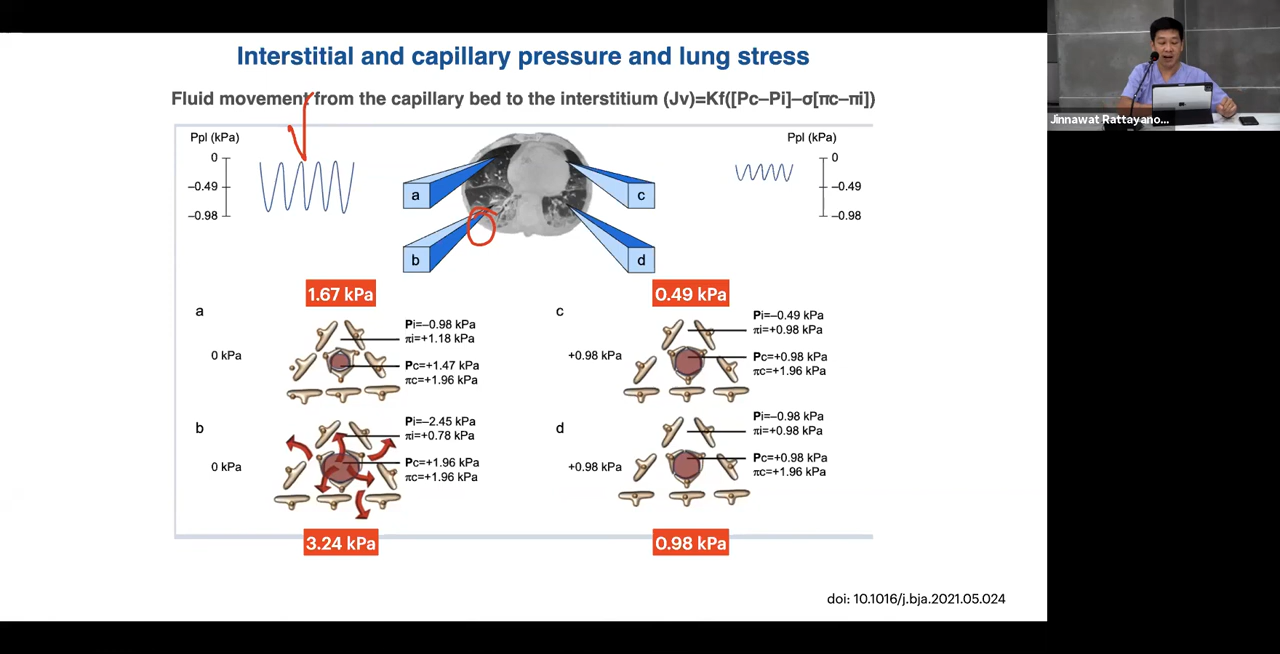 Interstitial and capillary pressure and lung stress
Fluid movement from the capillary bed to the interstitium (Jv)=Kf([Pc–Pi]–σ[πc–πi])
Ppl (kPa)
0
−0.49
−0.98
a
b
c
d
Ppl (kPa)
0
−0.49
−0.98
1.67 kPa
a
0 kPa
Pi=−0.98 kPa
πi=+1.18 kPa
Pc=+1.47 kPa
πc=+1.96 kPa
b
0 kPa
Pi=−2.45 kPa
πi=+0.78 kPa
Pc=+1.96 kPa
πc=+1.96 kPa
3.24 kPa
0.49 kPa
c
+0.98 kPa
Pi=−0.49 kPa
πi=+0.98 kPa
Pc=+0.98 kPa
πc=+1.96 kPa
d
+0.98 kPa
Pi=−0.98 kPa
πi=+0.98 kPa
Pc=+0.98 kPa
πc=+1.96 kPa
0.98 kPa
doi: 10.1016/j.bja.2021.05.024
Jinnawat Rattayano...